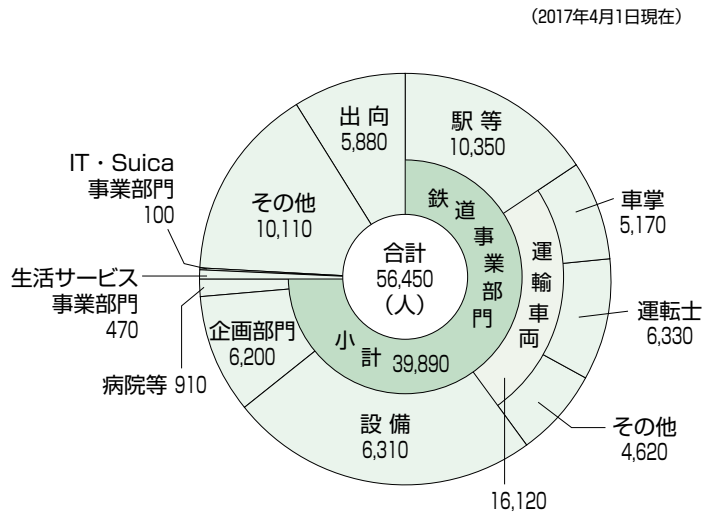 （2017年4月1日現在）
出 向
5,880
駅 等
10,350
IT・Suica
事業部門
100
その他
10,110
鉄道事業部門
車掌
5,170
合計
56,450
（人）
運輸車両
生活サービス
事業部門
470
運転士
6,330
企画部門
6,200
小計 39,890
病院等 910
設 備
6,310
その他
4,620
16,120